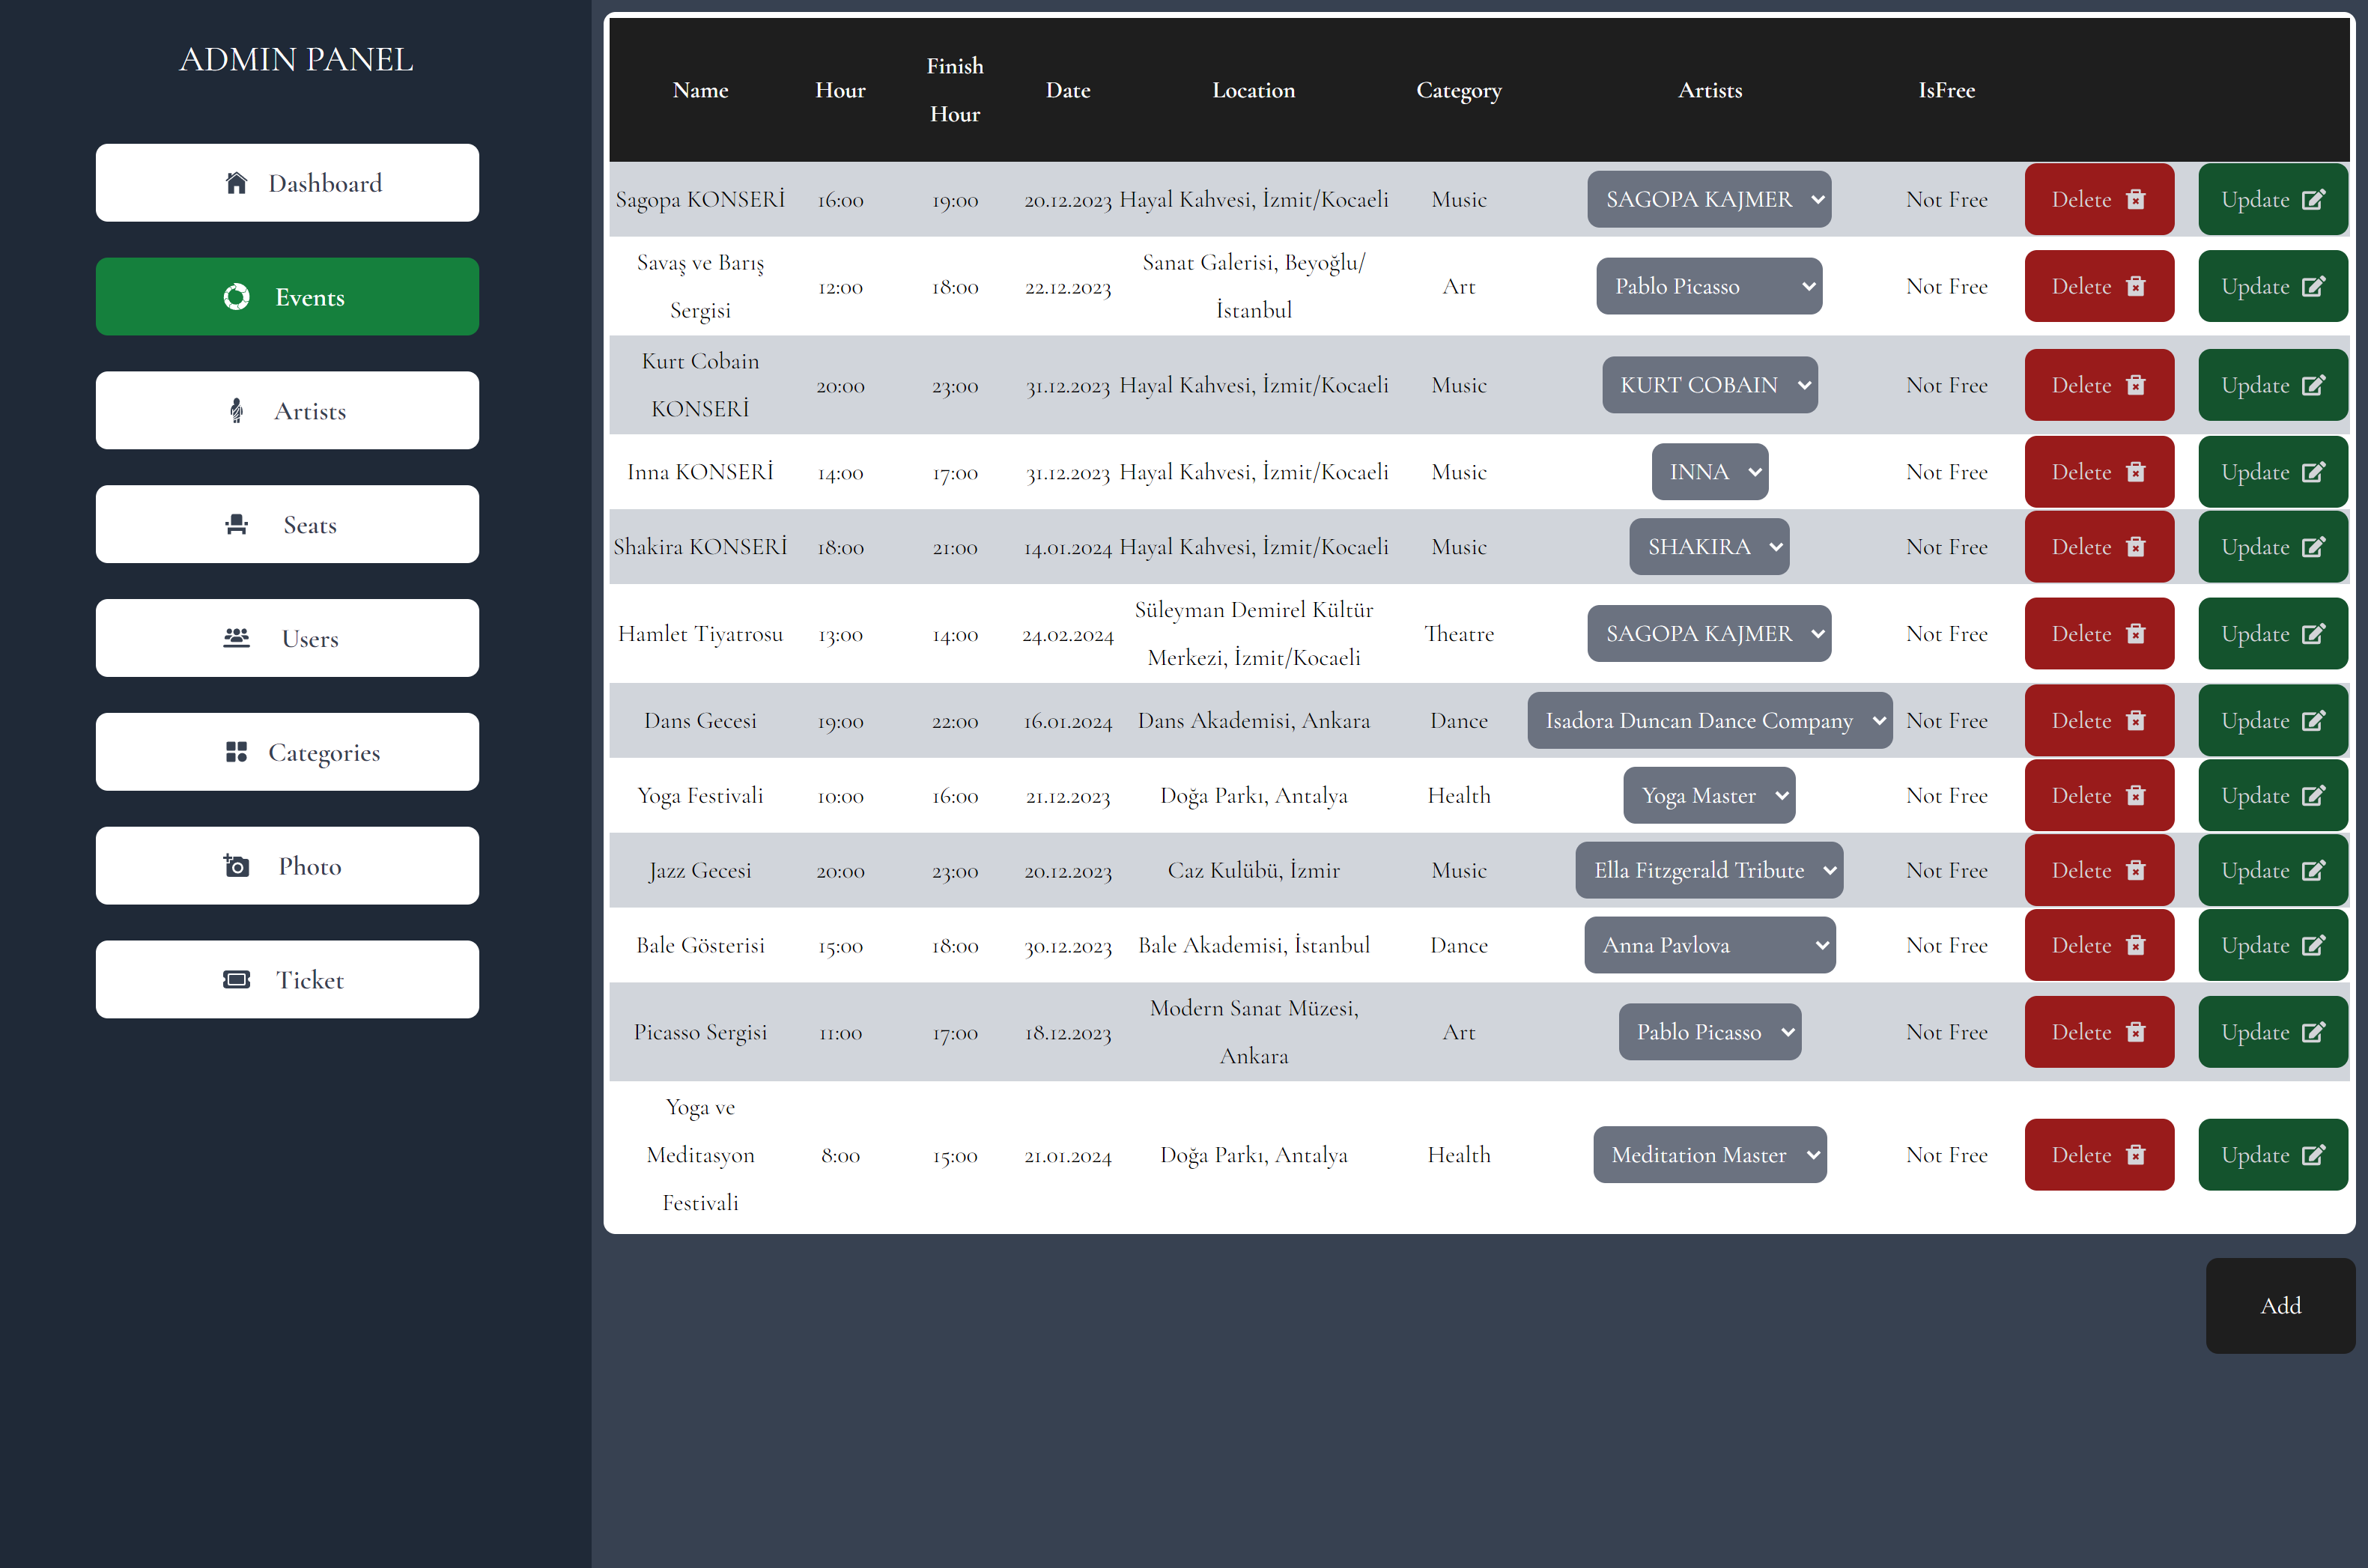 ADMIN PANEL
Dashboard
Events
Artists
Seats
Users
Categories
Photo
Ticket
Name Hour Finish Hour Date Location Category Artists IsFree
Sagopa KONSERİ 16:00 19:00 20.12.2023 Hayal Kahvesi, İzmit/Kocaeli Music SAGOPA KAJMER Not Free Delete Update
Savaş ve Barış Sergisi 12:00 18:00 22.12.2023 Sanat Galerisi, Beyoğlu/İstanbul Art Pablo Picasso Not Free Delete Update
Kurt Cobain KONSERİ 20:00 23:00 31.12.2023 Hayal Kahvesi, İzmit/Kocaeli Music KURT COBAIN Not Free Delete Update
Inna KONSERİ 14:00 17:00 31.12.2023 Hayal Kahvesi, İzmit/Kocaeli Music INNA Not Free Delete Update
Shakira KONSERİ 18:00 21:00 14.01.2024 Hayal Kahvesi, İzmit/Kocaeli Music SHAKIRA Not Free Delete Update
Hamlet Tiyatrosu 13:00 14:00 24.02.2024 Süleyman Demirel Kültür Merkezi, İzmit/Kocaeli Theatre SAGOPA KAJMER Not Free Delete Update
Dans Gecesi 19:00 22:00 16.01.2024 Dans Akademisi, Ankara Dance Isadora Duncan Dance Company Not Free Delete Update
Yoga Festivali 10:00 16:00 21.12.2023 Doğa Parkı, Antalya Health Yoga Master Not Free Delete Update
Jazz Gecesi 20:00 23:00 20.12.2023 Caz Kulübü, İzmir Music Ella Fitzgerald Tribute Not Free Delete Update
Bale Gösterisi 15:00 18:00 30.12.2023 Bale Akademisi, İstanbul Dance Anna Pavlova Not Free Delete Update
Picasso Sergisi 11:00 17:00 18.12.2023 Modern Sanat Müzesi, Ankara Art Pablo Picasso Not Free Delete Update
Yoga ve Meditasyon Festivali 8:00 15:00 21.01.2024 Doğa Parkı, Antalya Health Meditation Master Not Free Delete Update
Add